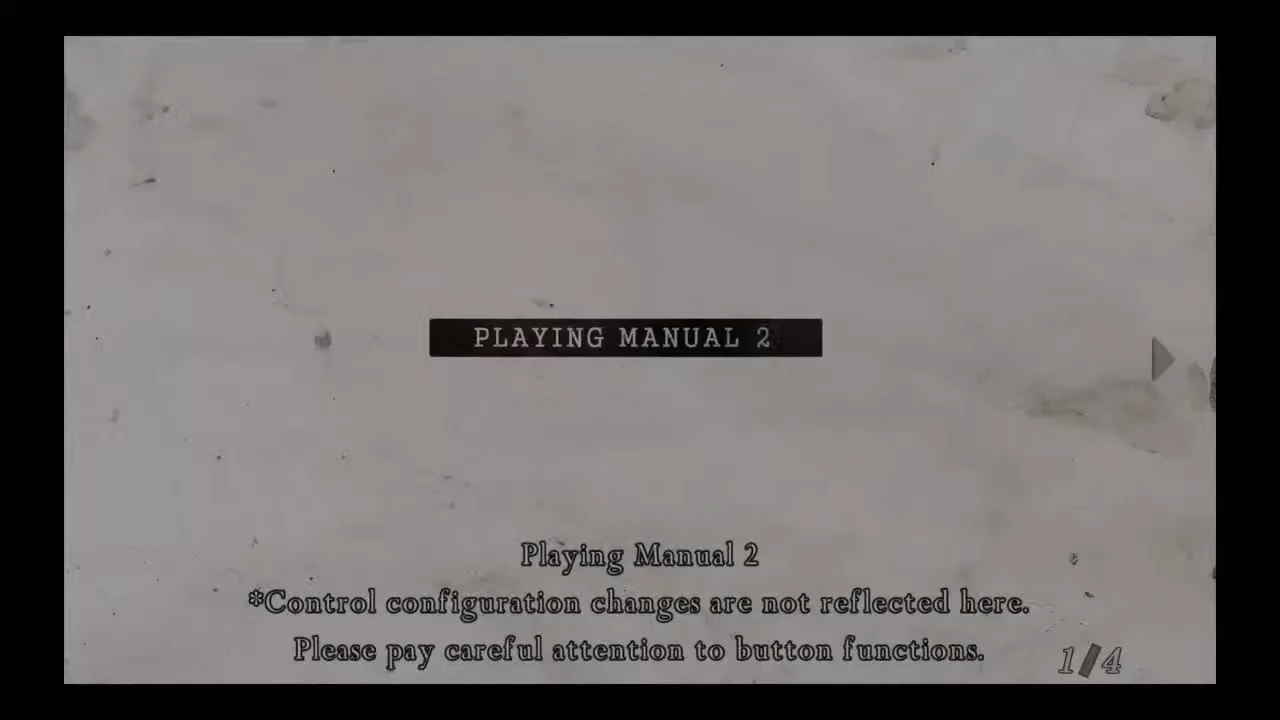 PLAYING MANUAL 2
Playing Manual 2
*Control configuration changes are not reflected here.
Please pay careful attention to button functions.
1/4